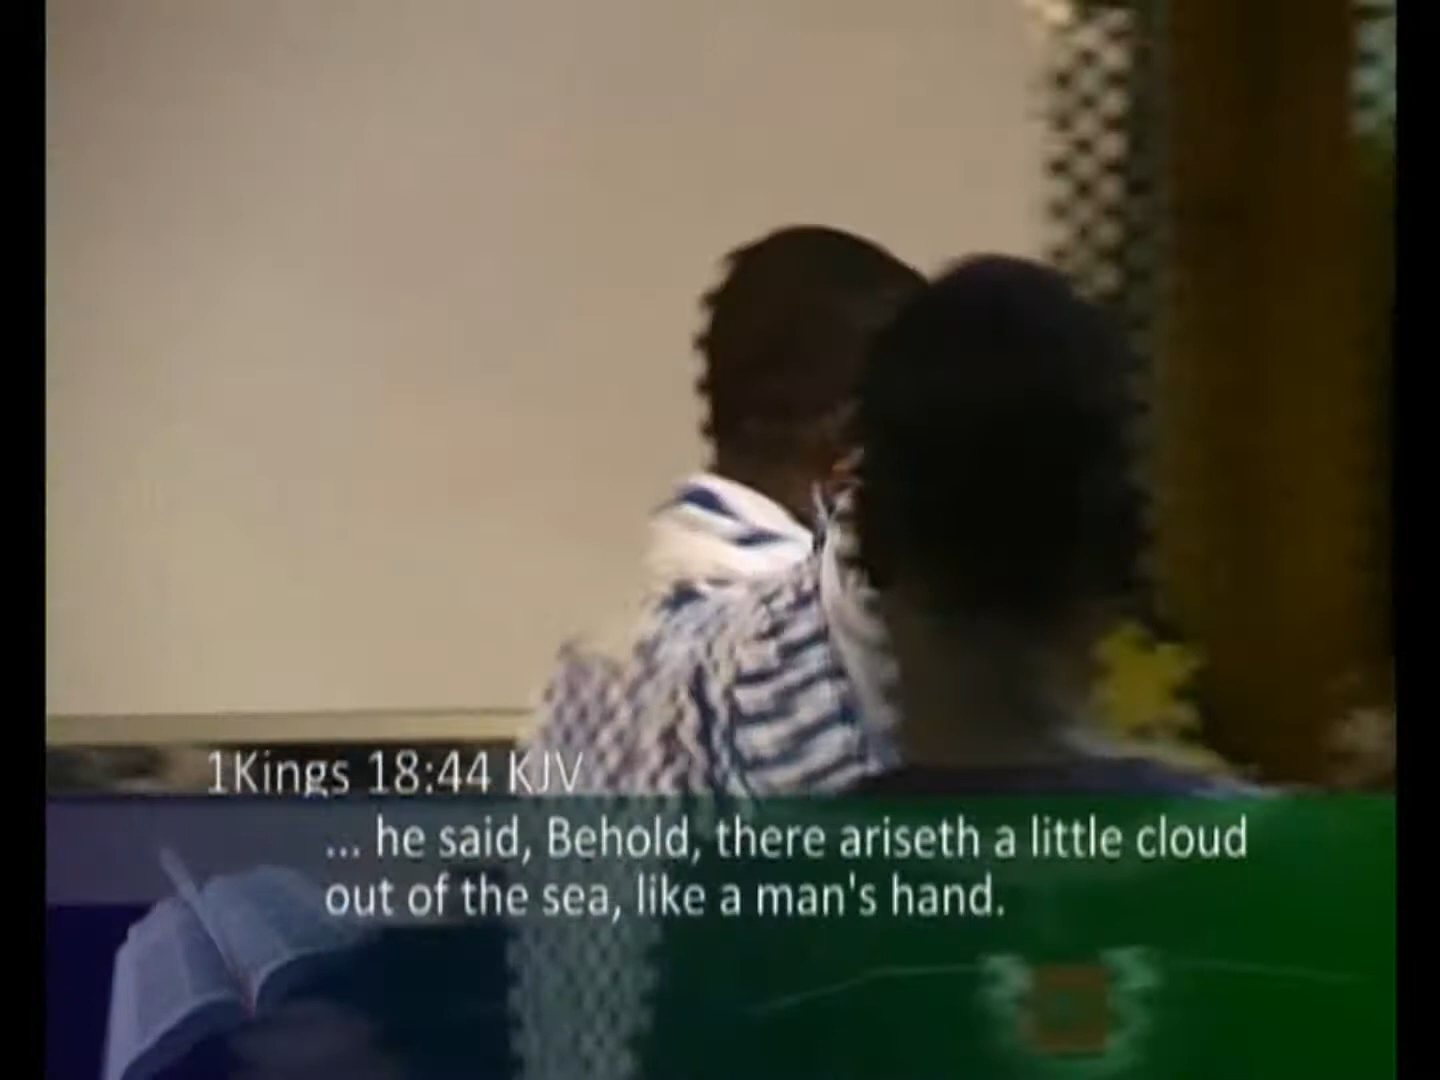 1Kings 18:44 KJV
... he said, Behold, there ariseth a little cloud
out of the sea, like a man's hand.